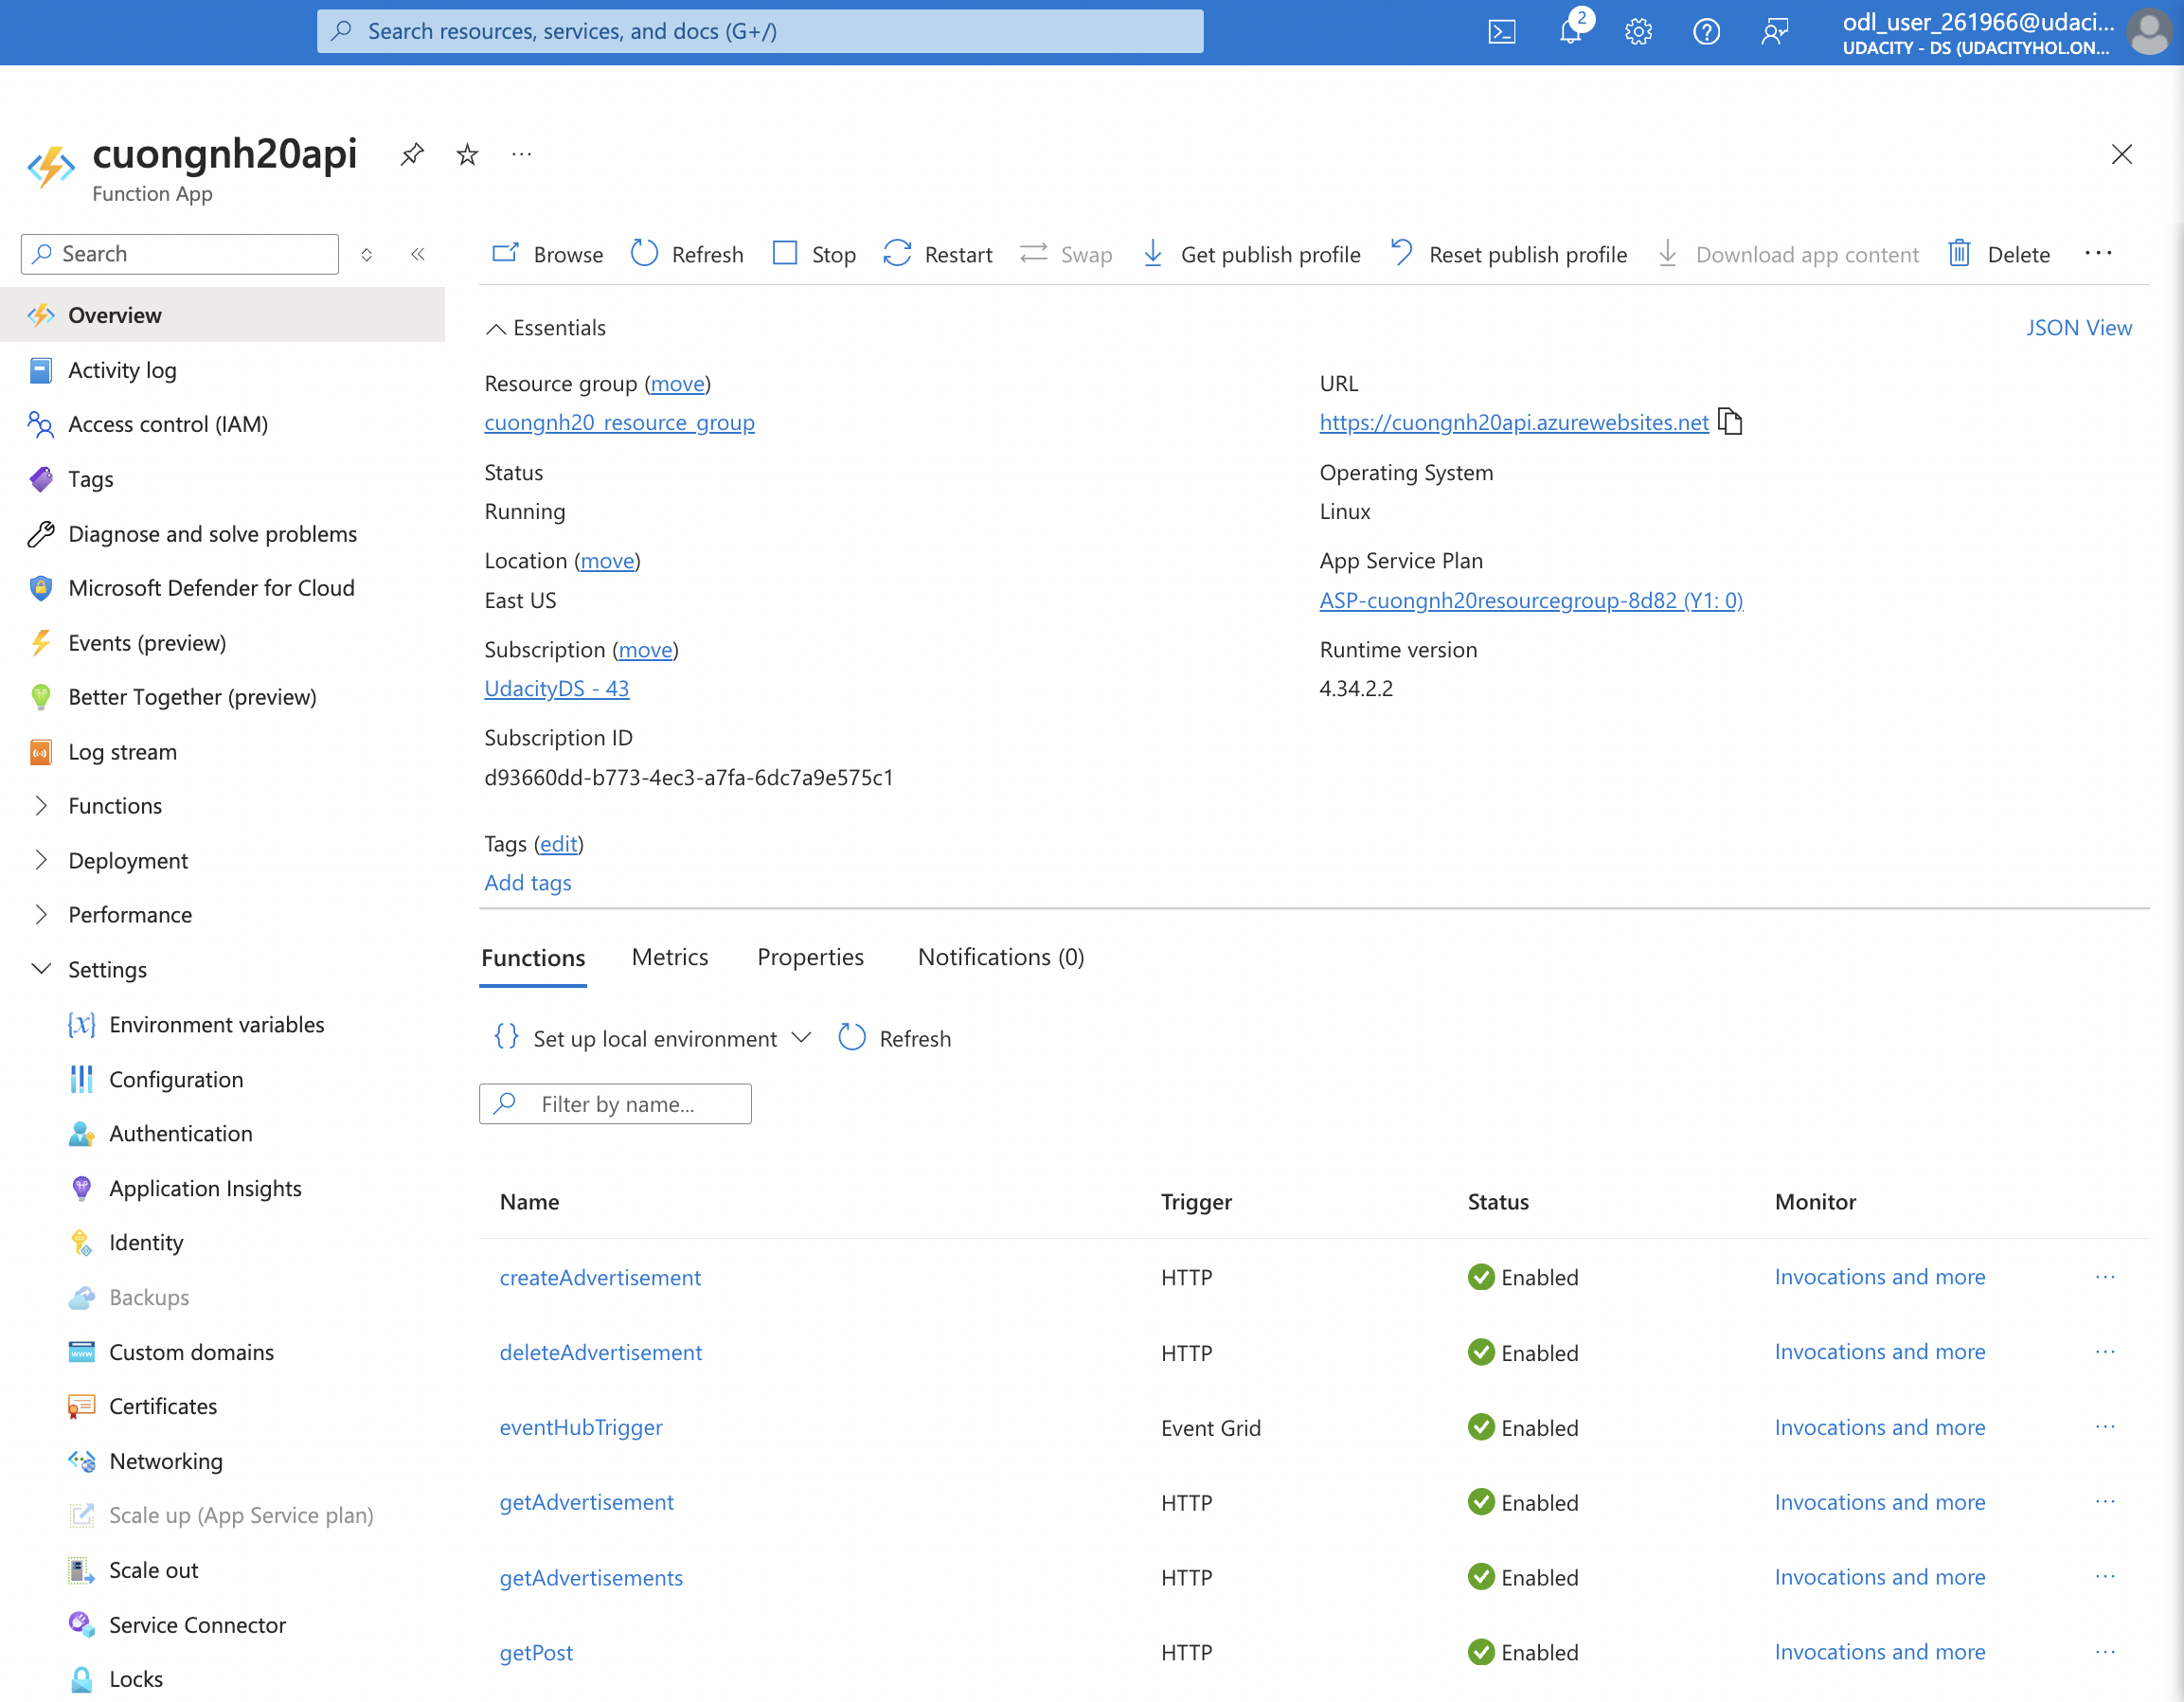 Search resources, services, and docs (G+/)
2
odl_user_261966@udaci...
UDACITY - DS (UDACITYHOL.ON...
cuongnh20api
Function App
Search
Overview
Activity log
Access control (IAM)
Tags
Diagnose and solve problems
Microsoft Defender for Cloud
Events (preview)
Better Together (preview)
Log stream
Functions
Deployment
Performance
Settings
Environment variables
Configuration
Authentication
Application Insights
Identity
Backups
Custom domains
Certificates
Networking
Scale up (App Service plan)
Scale out
Service Connector
Locks
Browse Refresh Stop Restart Swap Get publish profile Reset publish profile Download app content Delete ...
Essentials
JSON View
Resource group (move)
cuongnh20_resource_group
Status
Running
Location (move)
East US
Subscription (move)
UdacityDS - 43
Subscription ID
d93660dd-b773-4ec3-a7fa-6dc7a9e575c1
URL
https://cuongnh20api.azurewebsites.net
Operating System
Linux
App Service Plan
ASP-cuongnh20resourcegroup-8d82 (Y1: 0)
Runtime version
4.34.2.2
Tags (edit)
Add tags
Functions Metrics Properties Notifications (0)
{} Set up local environment Refresh
Filter by name...
Name Trigger Status Monitor
createAdvertisement HTTP Enabled Invocations and more ...
deleteAdvertisement HTTP Enabled Invocations and more ...
eventHubTrigger Event Grid Enabled Invocations and more ...
getAdvertisement HTTP Enabled Invocations and more ...
getAdvertisements HTTP Enabled Invocations and more ...
getPost HTTP Enabled Invocations and more ...